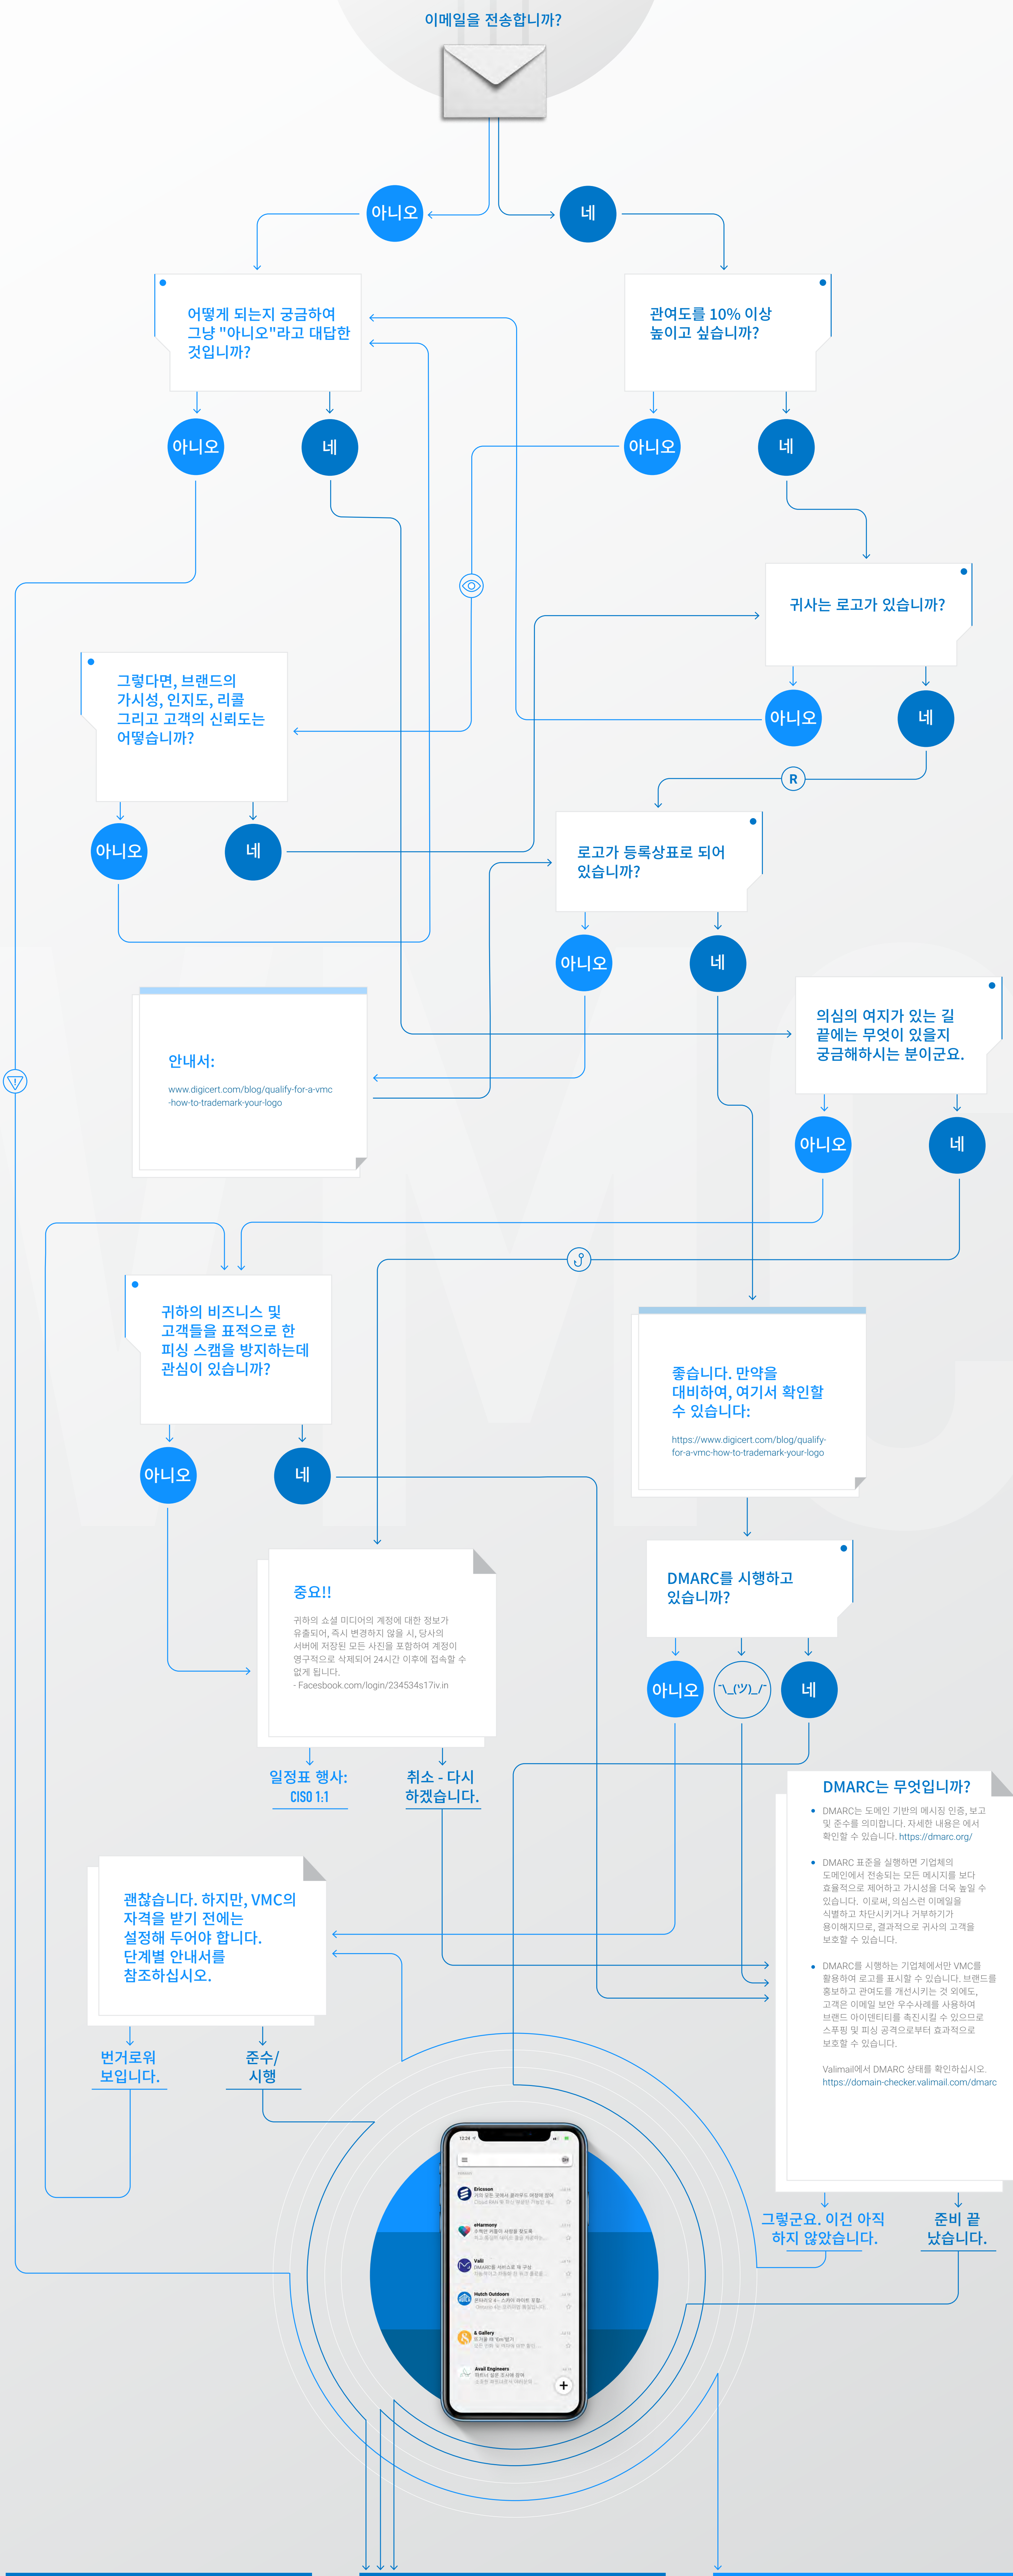 이메일을 전송합니까?
아니오
네
어떻게 되는지 궁금하여
그냥 "아니오"라고 대답한
것입니까?
관여도를 10% 이상
높이고 싶습니까?
아니오
네
아니오
네
귀사는 로고가 있습니까?
그렇다면, 브랜드의
가시성, 인지도, 리콜
그리고 고객의 신뢰도는
어떻습니까?
아니오
네
R
아니오
네
로고가 등록상표로 되어
있습니까?
아니오
네
안내서:
www.digicert.com/blog/qualify-for-a-vmc
-how-to-trademark-your-logo
의심의 여지가 있는 길
끝에는 무엇이 있을지
궁금해하시는 분이군요.
아니오
네
귀하의 비즈니스 및
고객들을 표적으로 한
피싱 스캠을 방지하는데
관심이 있습니까?
아니오
네
좋습니다. 만약을
대비하여, 여기서 확인할
수 있습니다:
https://www.digicert.com/blog/qualify-
for-a-vmc-how-to-trademark-your-logo
DMARC를 시행하고
있습니까?
아니오
¯\_(ツ)_/¯
네
중요!!
귀하의 쇼셜 미디어의 계정에 대한 정보가
유출되어, 즉시 변경하지 않을 시, 당사의
서버에 저장된 모든 사진을 포함하여 계정이
영구적으로 삭제되어 24시간 이후에 접속할 수
없게 됩니다.
- Facesbook.com/login/234534s17iv.in
일정표 행사:
CISO 1:1
취소 - 다시
하겠습니다.
DMARC는 무엇입니까?
DMARC는 도메인 기반의 메시징 인증, 보고
및 준수를 의미합니다. 자세한 내용은 에서
확인할 수 있습니다. https://dmarc.org/
DMARC 표준을 실행하면 기업체의
도메인에서 전송되는 모든 메시지를 보다
효율적으로 제어하고 가시성을 더욱 높일 수
있습니다. 이로써, 의심스런 이메일을
식별하고 차단시키거나 거부하기가
용이해지므로, 결과적으로 귀사의 고객을
보호할 수 있습니다.
DMARC를 시행하는 기업체에서만 VMC를
활용하여 로고를 표시할 수 있습니다. 브랜드를
홍보하고 관여도를 개선시키는 것 외에도,
고객은 이메일 보안 우수사례를 사용하여
브랜드 아이덴티티를 촉진시킬 수 있으므로
스푸핑 및 피싱 공격으로부터 효과적으로
보호할 수 있습니다.
Valimail에서 DMARC 상태를 확인하십시오.
https://domain-checker.valimail.com/dmarc
그렇군요. 이건 아직
하지 않았습니다.
준비 끝
났습니다.
괜찮습니다. 하지만, VMC의
자격을 받기 전에는
설정해 두어야 합니다.
단계별 안내서를
참조하십시오.
번거로워
보입니다.
준수/
시행
12:24
Ericsson
eHarmony
Valli
Hutch Outdoors
& Gallery
Avail Engineers